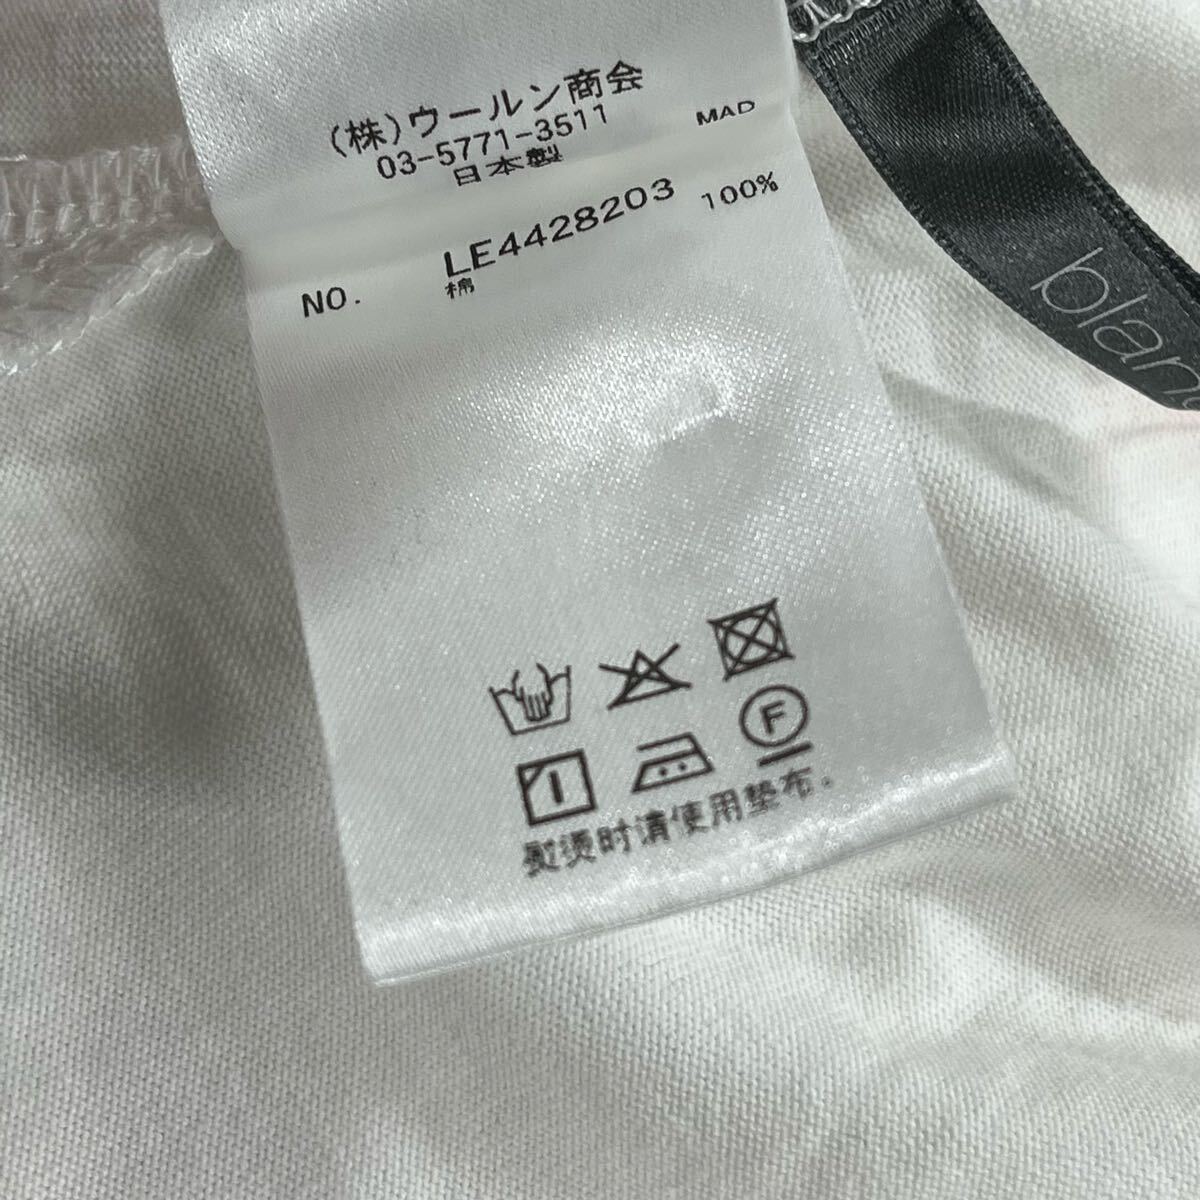 (株)ウールン商会
03-5771-3511
日本製
MAD
NO. LE4428203
棉 100%
F
熨烫时请使用垫布.